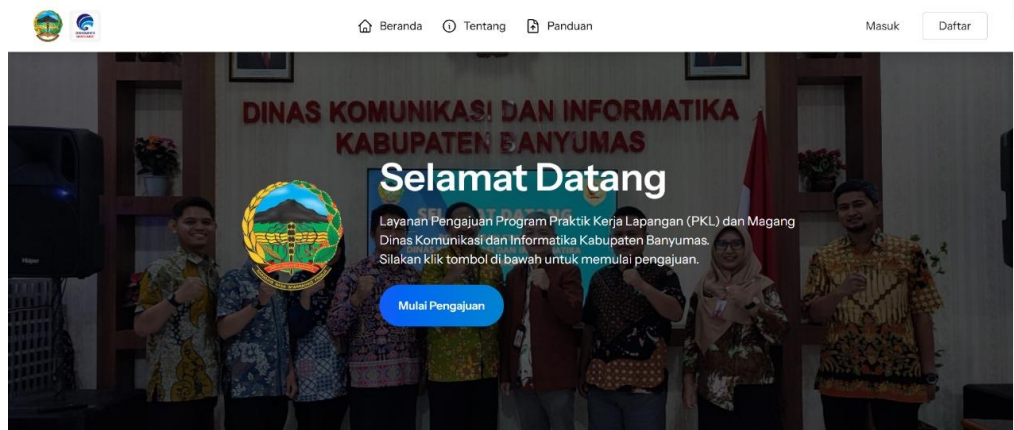 Beranda
Tentang
Panduan
Masuk
Daftar
DINAS KOMUNIKASI DAN INFORMATIKA
KABUPATEN BANYUMAS
Selamat Datang
Layanan Pengajuan Program Praktik Kerja Lapangan (PKL) dan Magang
Dinas Komunikasi dan Informatika Kabupaten Banyumas.
Silakan klik tombol di bawah untuk memulai pengajuan.
Mulai Pengajuan